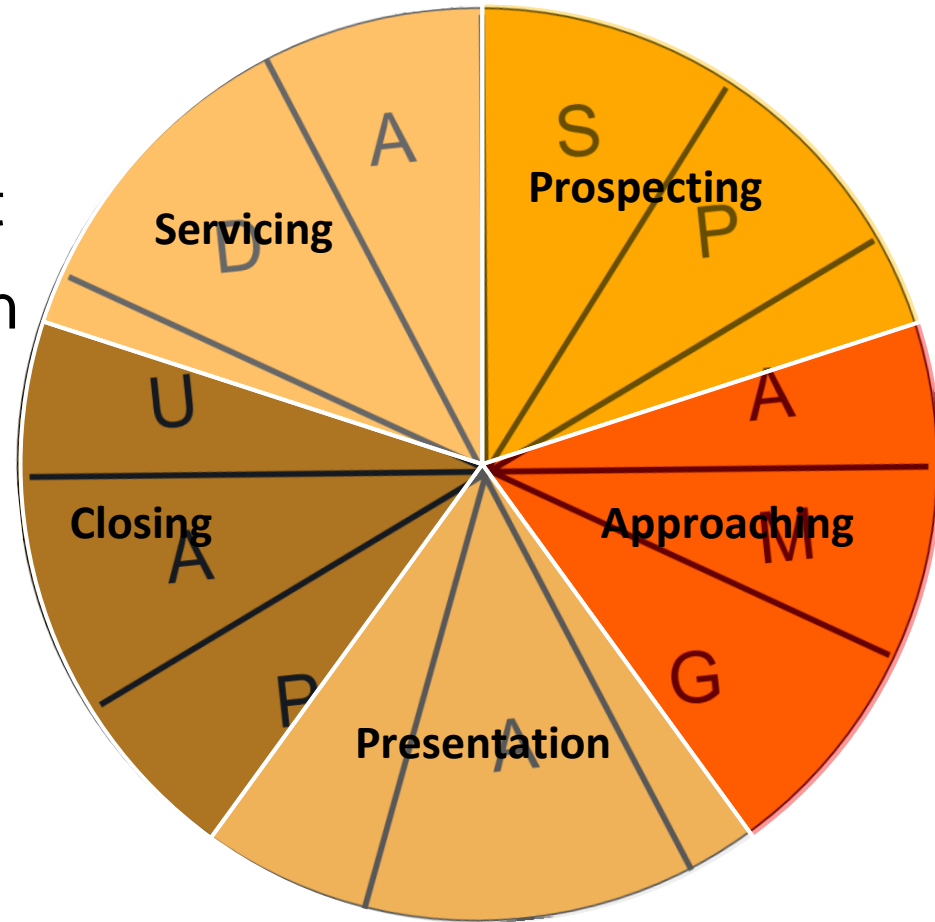 S
A
Prospecting
P
Servicing
D
n
A
U
Closing
Approaching
M
A
G
P
Presentation
A